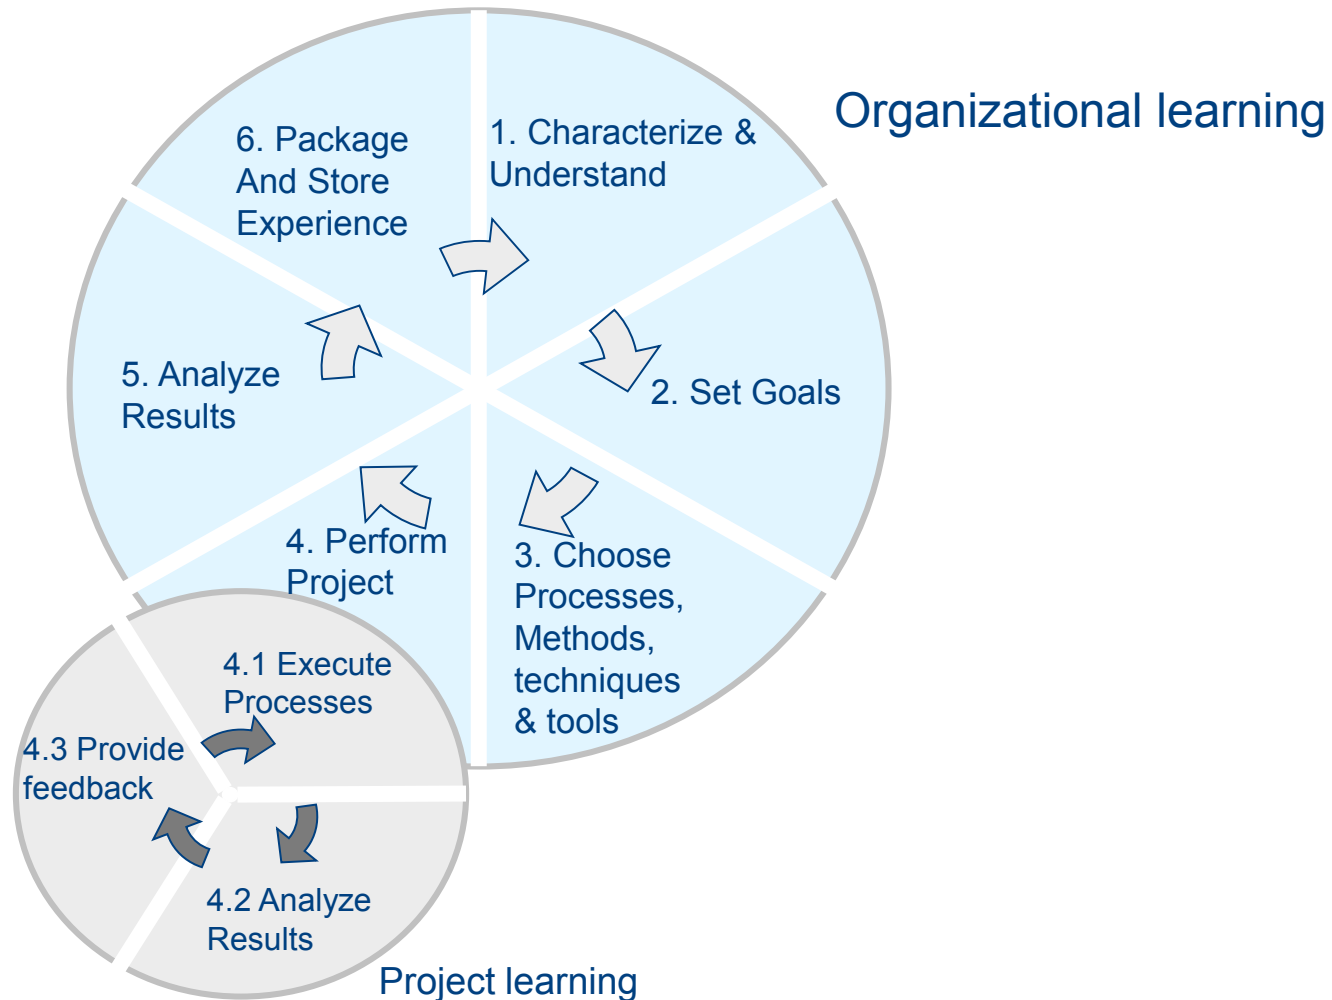 Organizational learning
1. Characterize &
Understand
2. Set Goals
3. Choose
Processes,
Methods,
techniques
& tools
4. Perform
Project
5. Analyze
Results
6. Package
And Store
Experience
4.1 Execute
Processes
4.2 Analyze
Results
4.3 Provide
feedback
Project learning